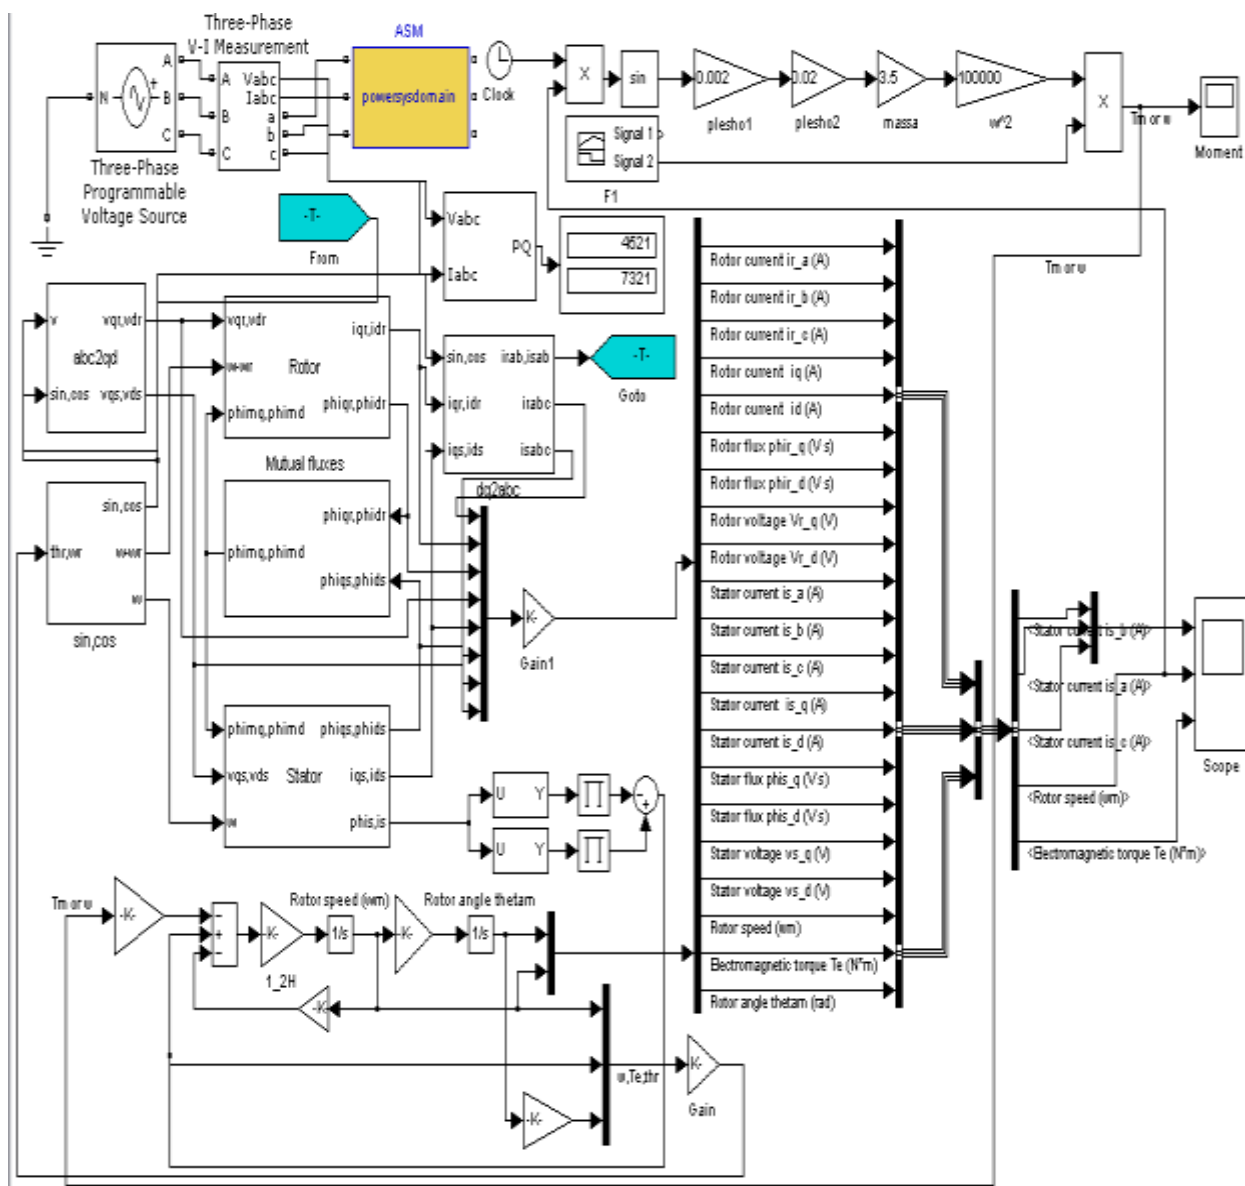 Three-Phase
V-I Measurement
ASM
A
B
C
N
A
B
C
Vabc
Iabc
a
b
c
powersysdomain
Clock
X
sin
0.002
0.02
3.5
100000
X
plesho1
plesho2
massa
w^2
Tm or w
Moment
Signal 1
Signal 2
F1
Three-Phase
Programmable
Voltage Source
-T-
From
Vabc
Iabc
PQ
4621
7321
Tm or w
v
vqr,vdr
abc2qd
sin,cos
vqs,vds
vqr,vdr
iqr,idr
w-wr
Rotor
phiqr,phidr
phimq,phimd
sin,cos
irab,isab
iqr,idr
irabc
iqs,ids
isabc
dq2abc
-T-
Goto
Mutual fluxes
phiqr,phidr
phimq,phimd
phiqs,phids
sin,cos
thr,wr
w-wr
w
sin,cos
K-
Gain1
phimq,phimd
phiqs,phids
vqs,vds
Stator
iqs,ids
w
phis,is
U
Y
U
Y
-
+
Rotor current ir_a (A)
Rotor current ir_b (A)
Rotor current ir_c (A)
Rotor current iq (A)
Rotor current id (A)
Rotor flux phir_q (V s)
Rotor flux phir_d (V s)
Rotor voltage Vr_q (V)
Rotor voltage Vr_d (V)
Stator current is_a (A)
Stator current is_b (A)
Stator current is_c (A)
Stator current is_q (A)
Stator current is_d (A)
Stator flux phis_q (V s)
Stator flux phis_d (V s)
Stator voltage vs_q (V)
Stator voltage vs_d (V)
Rotor speed (wm)
Electromagnetic torque Te (N*m)
Rotor angle thetam (rad)
<Stator current is_b (A)>
<Stator current is_a (A)>
<Stator current is_c (A)>
<Rotor speed (wm)>
<Electromagnetic torque Te (N*m)>
Scope
Tm or w
-K-
-
+
-
-K-
1_2H
Rotor speed (wm)
1/s
-K-
Rotor angle thetam
1/s
-K-
w,Te,thr
K-
Gain
-K-